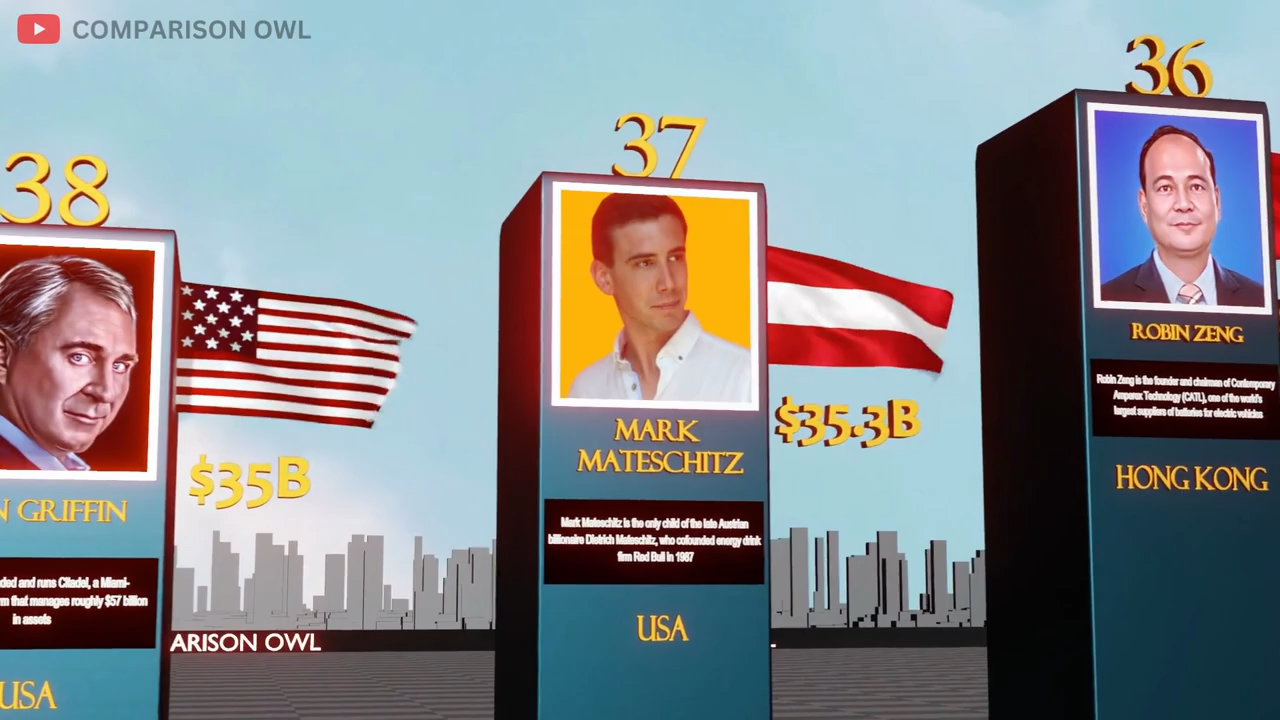 COMPARISON OWL
38
N GRIFFIN
ded and runs Citadel, a Miami-
rm that manages roughly $57 billion
in assets
USA
$35B
ARISON OWL
37
MARK
MATESCHITZ
Mark Mateschitz is the only child of the late Austrian
billionaire Dietrich Mateschitz, who cofounded energy drink
firm Red Bull in 1987
USA
$35.3B
36
ROBIN ZENG
Robin Zeng is the founder and chairman of Contemporary
Amperex Technology (CATL), one of the world's
largest suppliers of batteries for electric vehicles
HONG KONG